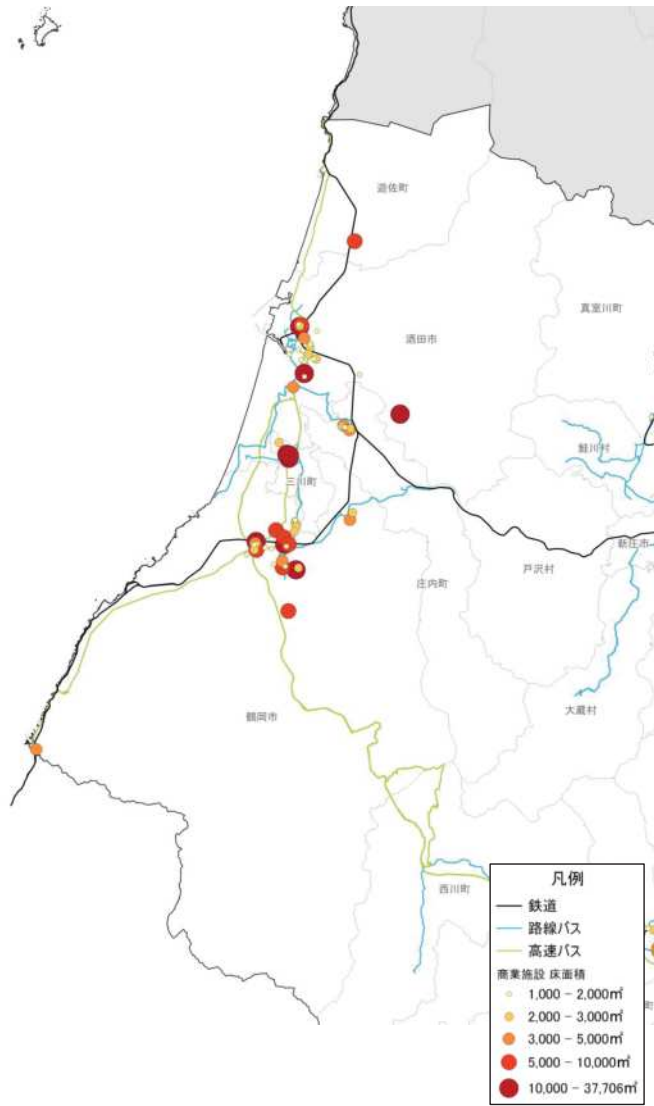 遊佐町
真室川町
酒田市
鮭川村
三川町
新庄市
戸沢村
庄内町
大蔵村
鶴岡市
西川町
凡例
鉄道
路線バス
高速バス
商業施設 床面積
1,000 - 2,000㎡
2,000 - 3,000㎡
3,000 - 5,000㎡
5,000 - 10,000㎡
10,000 - 37,706㎡
町